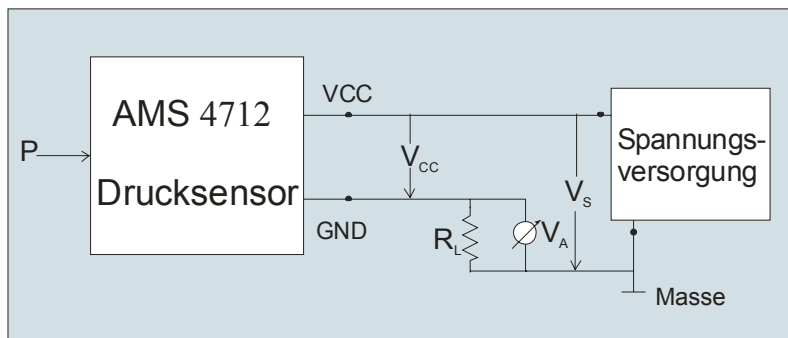 AMS 4712
Drucksensor
P
VCC
V_CC
GND
R_L
V_A
V_S
Spannungs-
versorgung
Masse